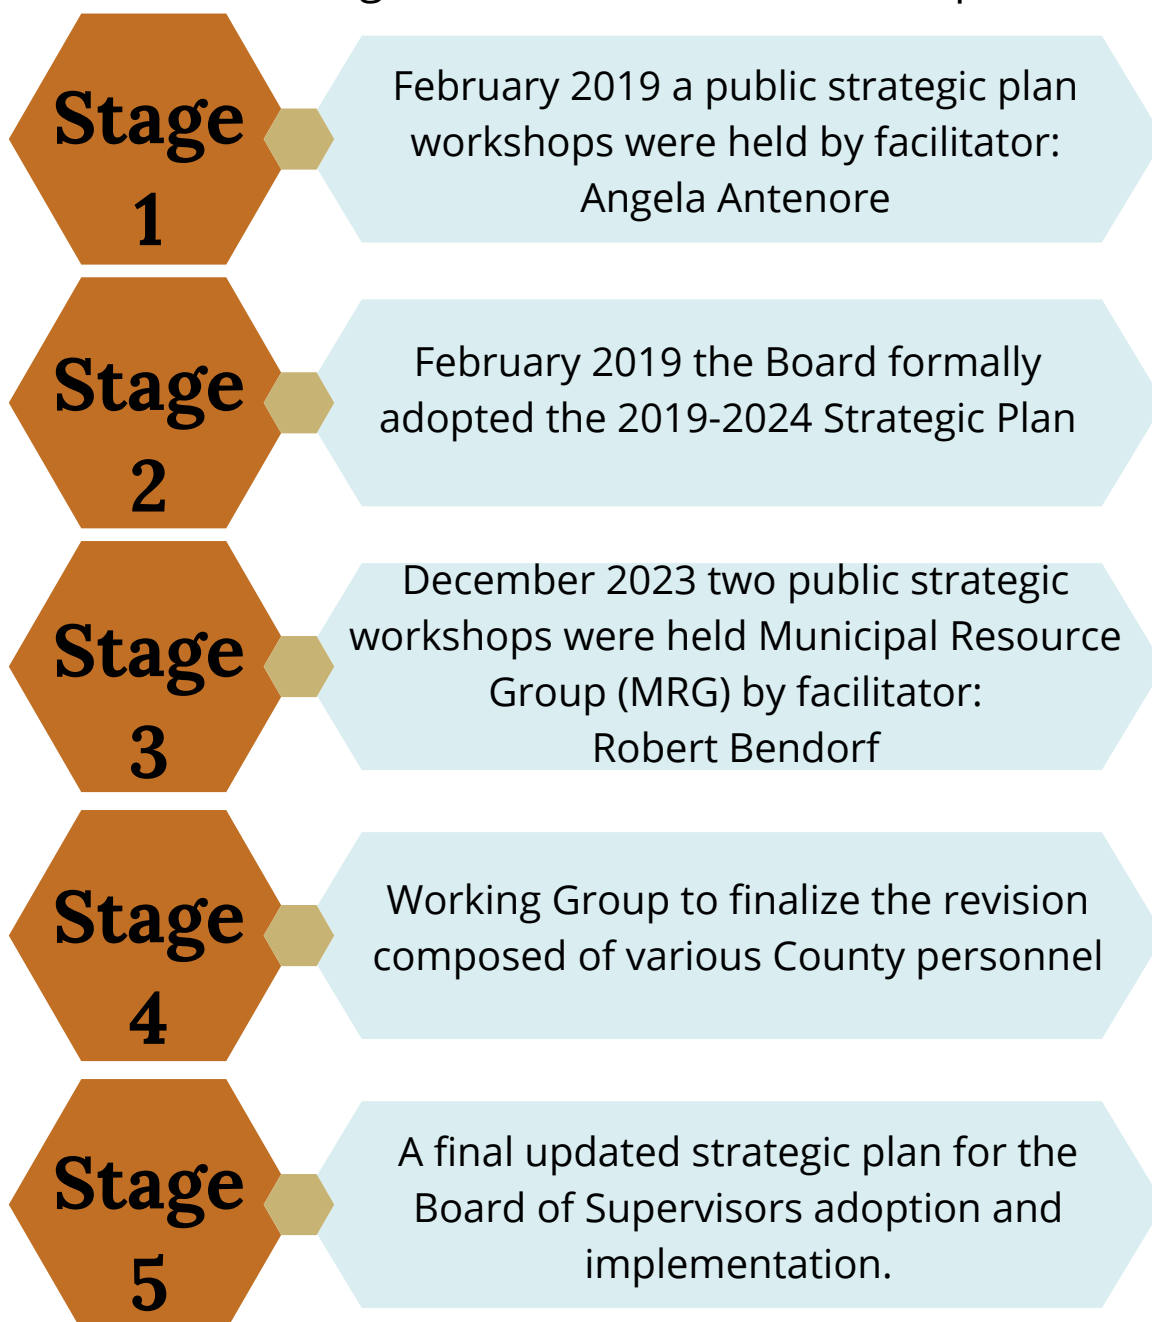 Stage
1
February 2019 a public strategic plan
workshops were held by facilitator:
Angela Antenore
Stage
2
February 2019 the Board formally
adopted the 2019-2024 Strategic Plan
Stage
3
December 2023 two public strategic
workshops were held Municipal Resource
Group (MRG) by facilitator:
Robert Bendorf
Stage
4
Working Group to finalize the revision
composed of various County personnel
Stage
5
A final updated strategic plan for the
Board of Supervisors adoption and
implementation.